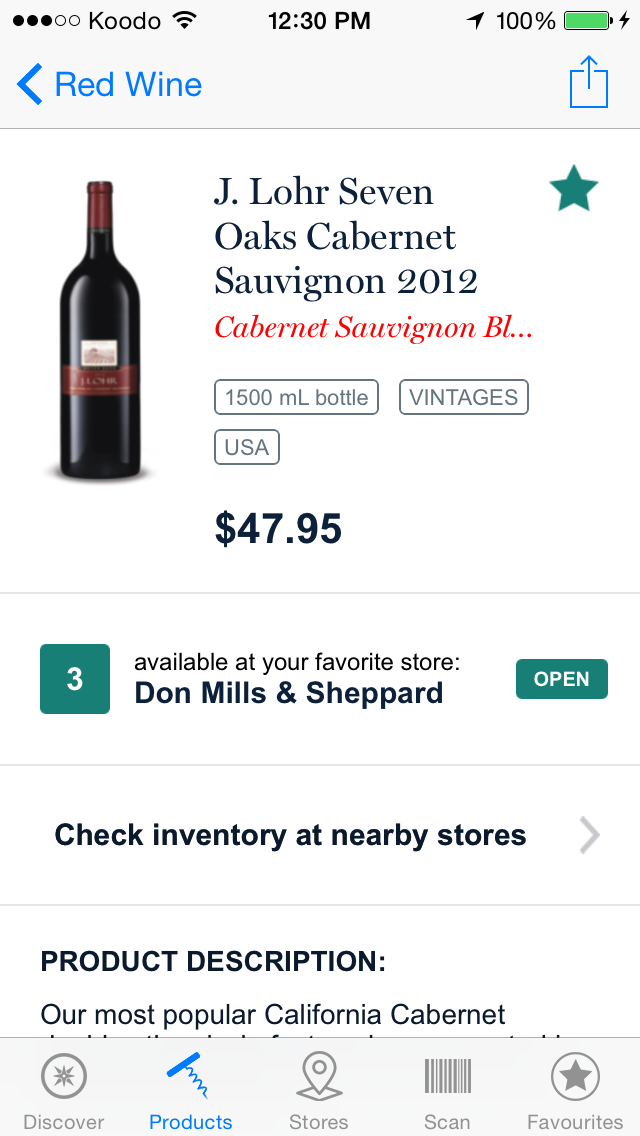 Koodo 12:30 PM 100%
Red Wine
J. Lohr Seven
Oaks Cabernet
Sauvignon 2012
Cabernet Sauvignon Bl...
1500 mL bottle VINTAGES
USA
$47.95
J. LOHR
3
available at your favorite store:
Don Mills & Sheppard
OPEN
Check inventory at nearby stores
PRODUCT DESCRIPTION:
Our most popular California Cabernet
Discover Products Stores Scan Favourites